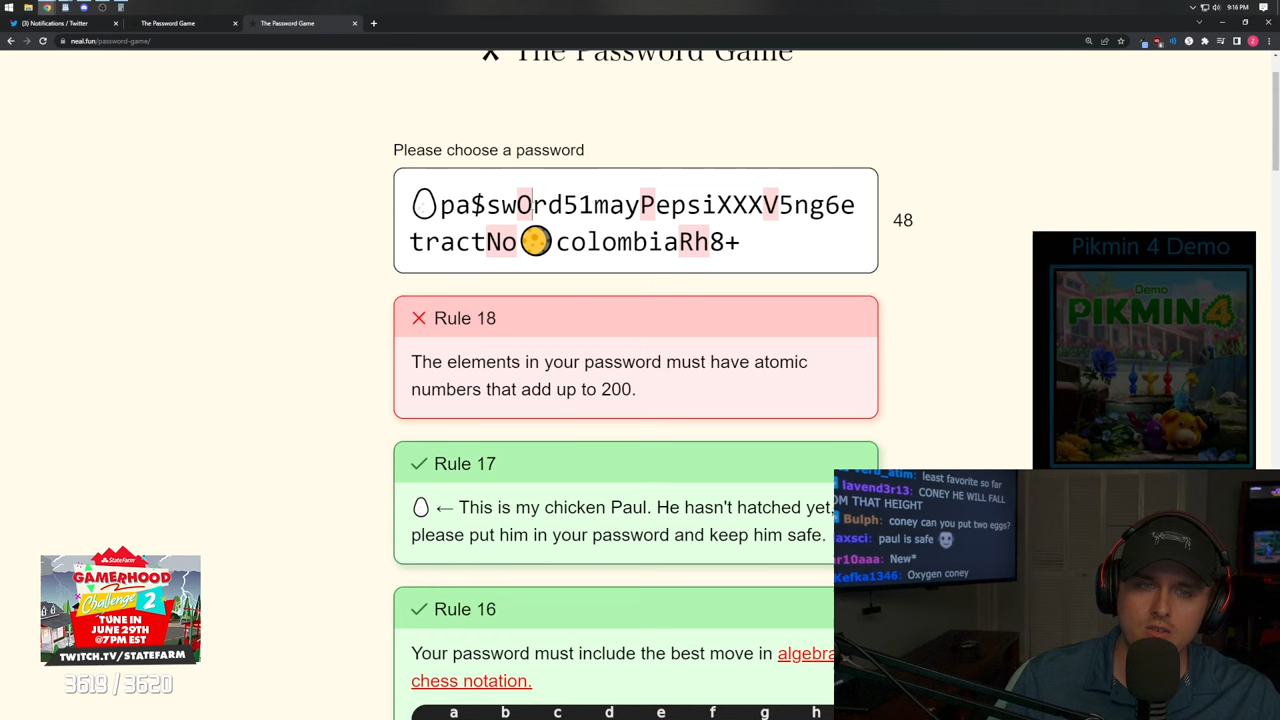 (3) Notifications / Twitter
The Password Game
The Password Game
9:16 PM
neal.fun/password-game/
The Password Game
Please choose a password
🥚pa$swOrd51mayPepsiXXXV5ng6e
tractNo🌕colombiaRh8+
48
Rule 18
The elements in your password must have atomic
numbers that add up to 200.
Rule 17
🥚 ← This is my chicken Paul. He hasn't hatched yet,
please put him in your password and keep him safe.
Rule 16
Your password must include the best move in algebra
chess notation.
a b c d e f g h
Pikmin 4 Demo
Demo
PIKMIN 4
least favorite so far
lavend3r13: CONEY HE WILL FALL
OM THAT HEIGHT
Bulph: coney can you put two eggs?
axsci: paul is safe
r10aaa: New*
Kefka1346: Oxygen coney
StateFarm
GAMERHOOD
Challenge 2
TUNE IN
JUNE 29TH
@7PM EST
TWITCH.TV/STATEFARM
3619 / 3620